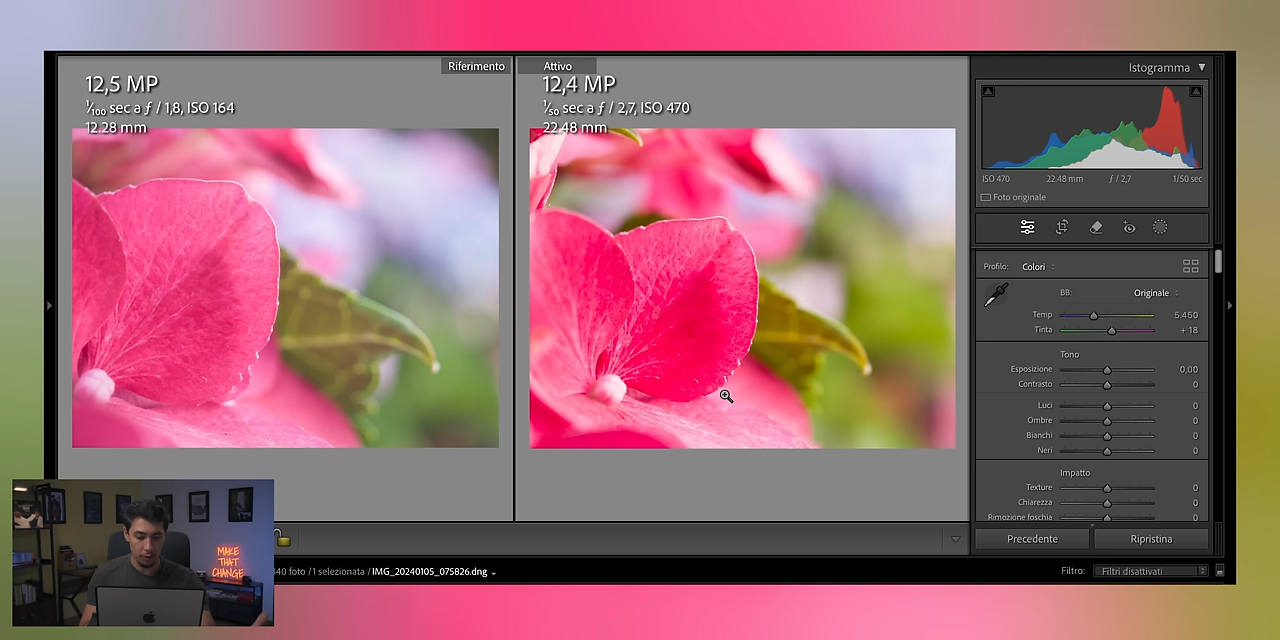 Riferimento
12,5 MP
1/100 sec a ƒ / 1,8, ISO 164
12.28 mm
Attivo
12,4 MP
1/50 sec a ƒ / 2,7, ISO 470
22.48 mm
Istogramma
ISO 470 22.48 mm ƒ / 2,7 1/50 sec
Foto originale
Profilo: Colori
BB: Originale
Temp 5.450
Tinta + 18
Tono
Esposizione 0,00
Contrasto 0
Luci 0
Ombre 0
Bianchi 0
Neri 0
Impatto
Texture 0
Chiarezza 0
Rimozione foschia 0
Precedente Ripristina
MAKE
THAT
CHANGE
40 foto / 1 selezionata / IMG_20240105_075826.dng
Filtro: Filtri disattivati